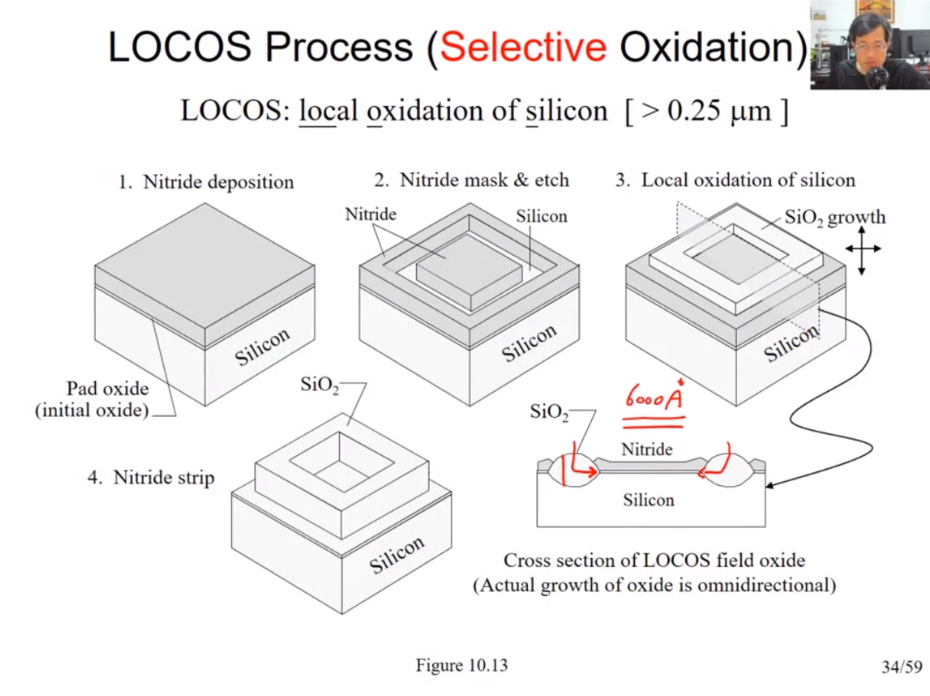 LOCOS Process (Selective Oxidation)
LOCOS: local oxidation of silicon [ > 0.25 μm ]
1. Nitride deposition
2. Nitride mask & etch
3. Local oxidation of silicon
Nitride
Silicon
SiO₂ growth
Silicon
Silicon
Silicon
Pad oxide
(initial oxide)
SiO₂
6000Å
SiO₂
Nitride
4. Nitride strip
Silicon
Silicon
Cross section of LOCOS field oxide
(Actual growth of oxide is omnidirectional)
Figure 10.13
34/59